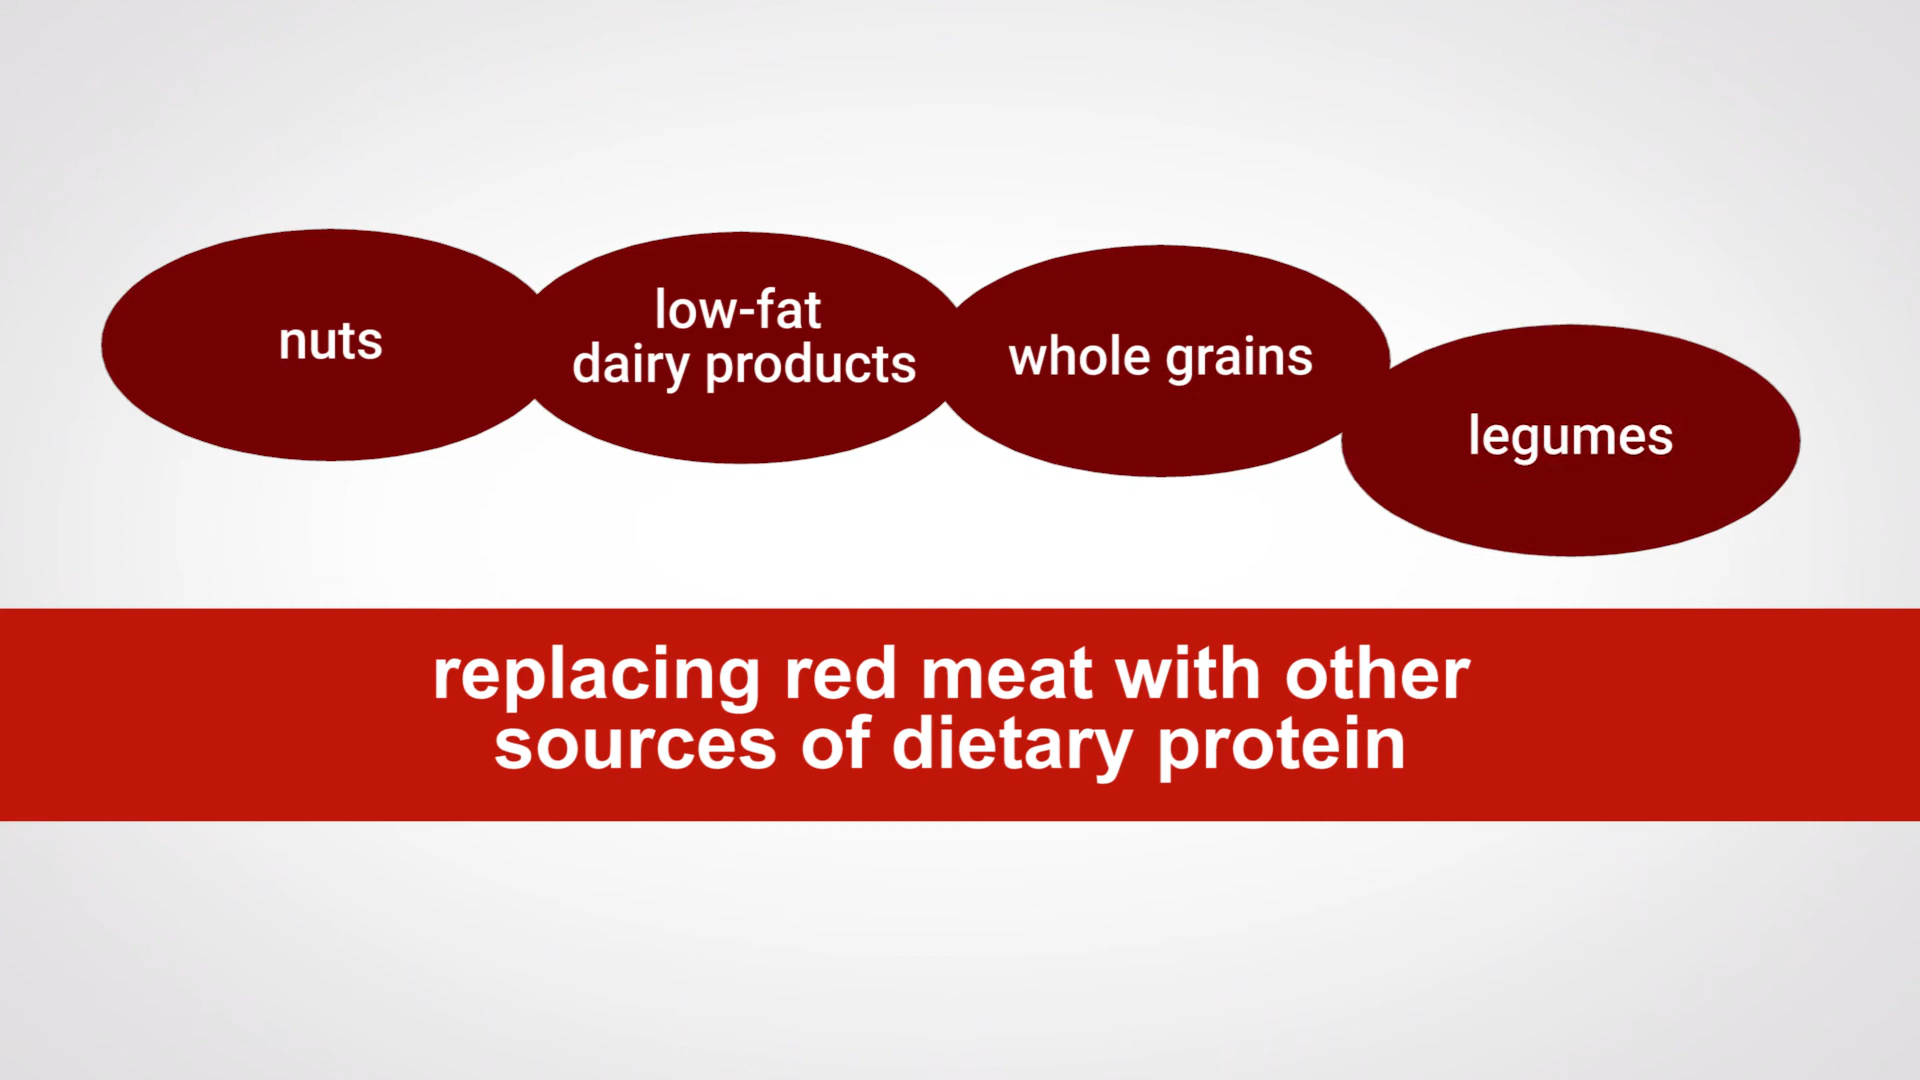 nuts
low-fat
dairy products
whole grains
legumes
replacing red meat with other
sources of dietary protein